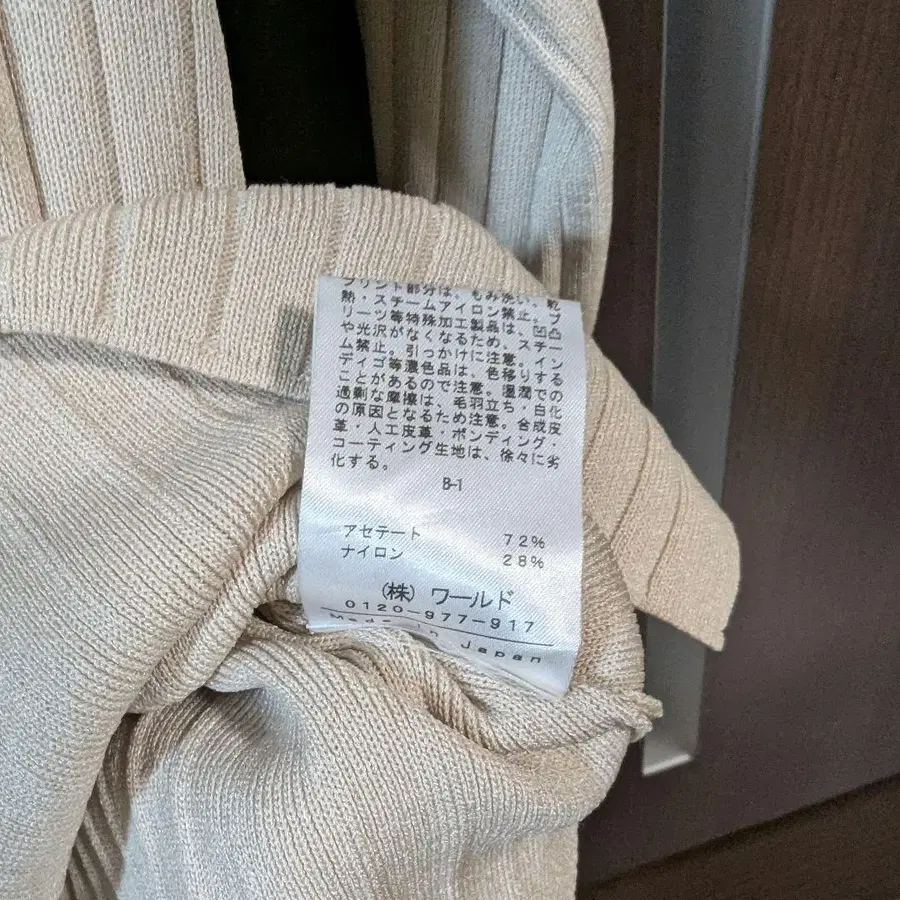 プリント部分は、もみ洗い、乾
熱・スチームアイロン禁止。プ
リーツ等特殊加工製品は、凹凸
や光沢がなくなるため、スチー
ム禁止。引っかけに注意。イン
ディゴ等濃色品は、色移りする
ことがあるので注意。湿潤での
過剰な摩擦は、毛羽立ち・白化
の原因となるため注意。合成皮
革・人工皮革・ボンディング・
コーティング生地は、徐々に劣
化する。
B-1
アセテート 72%
ナイロン 28%
(株) ワールド
0120-977-917
Made in Japan